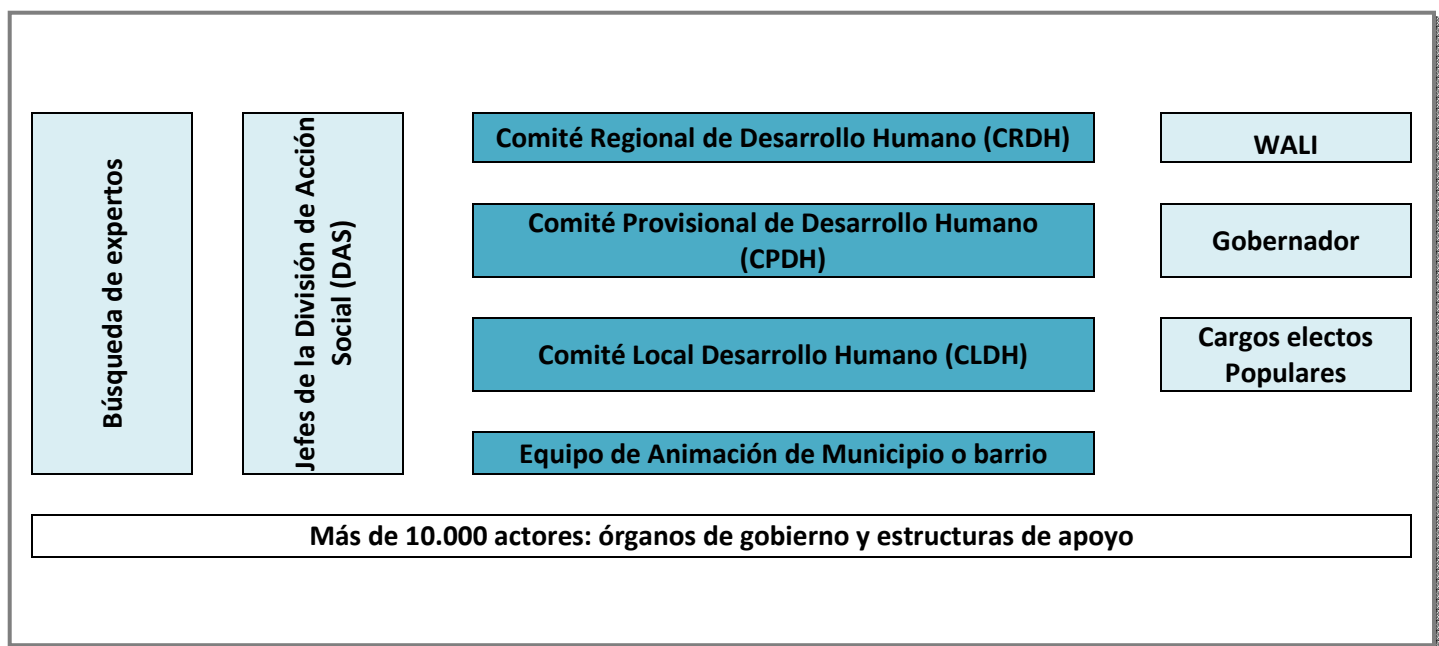 Búsqueda de expertos
Jefes de la División de Acción
Social (DAS)
Comité Regional de Desarrollo Humano (CRDH)
WALI
Comité Provisional de Desarrollo Humano
(CPDH)
Gobernador
Comité Local Desarrollo Humano (CLDH)
Cargos electos
Populares
Equipo de Animación de Municipio o barrio
Más de 10.000 actores: órganos de gobierno y estructuras de apoyo